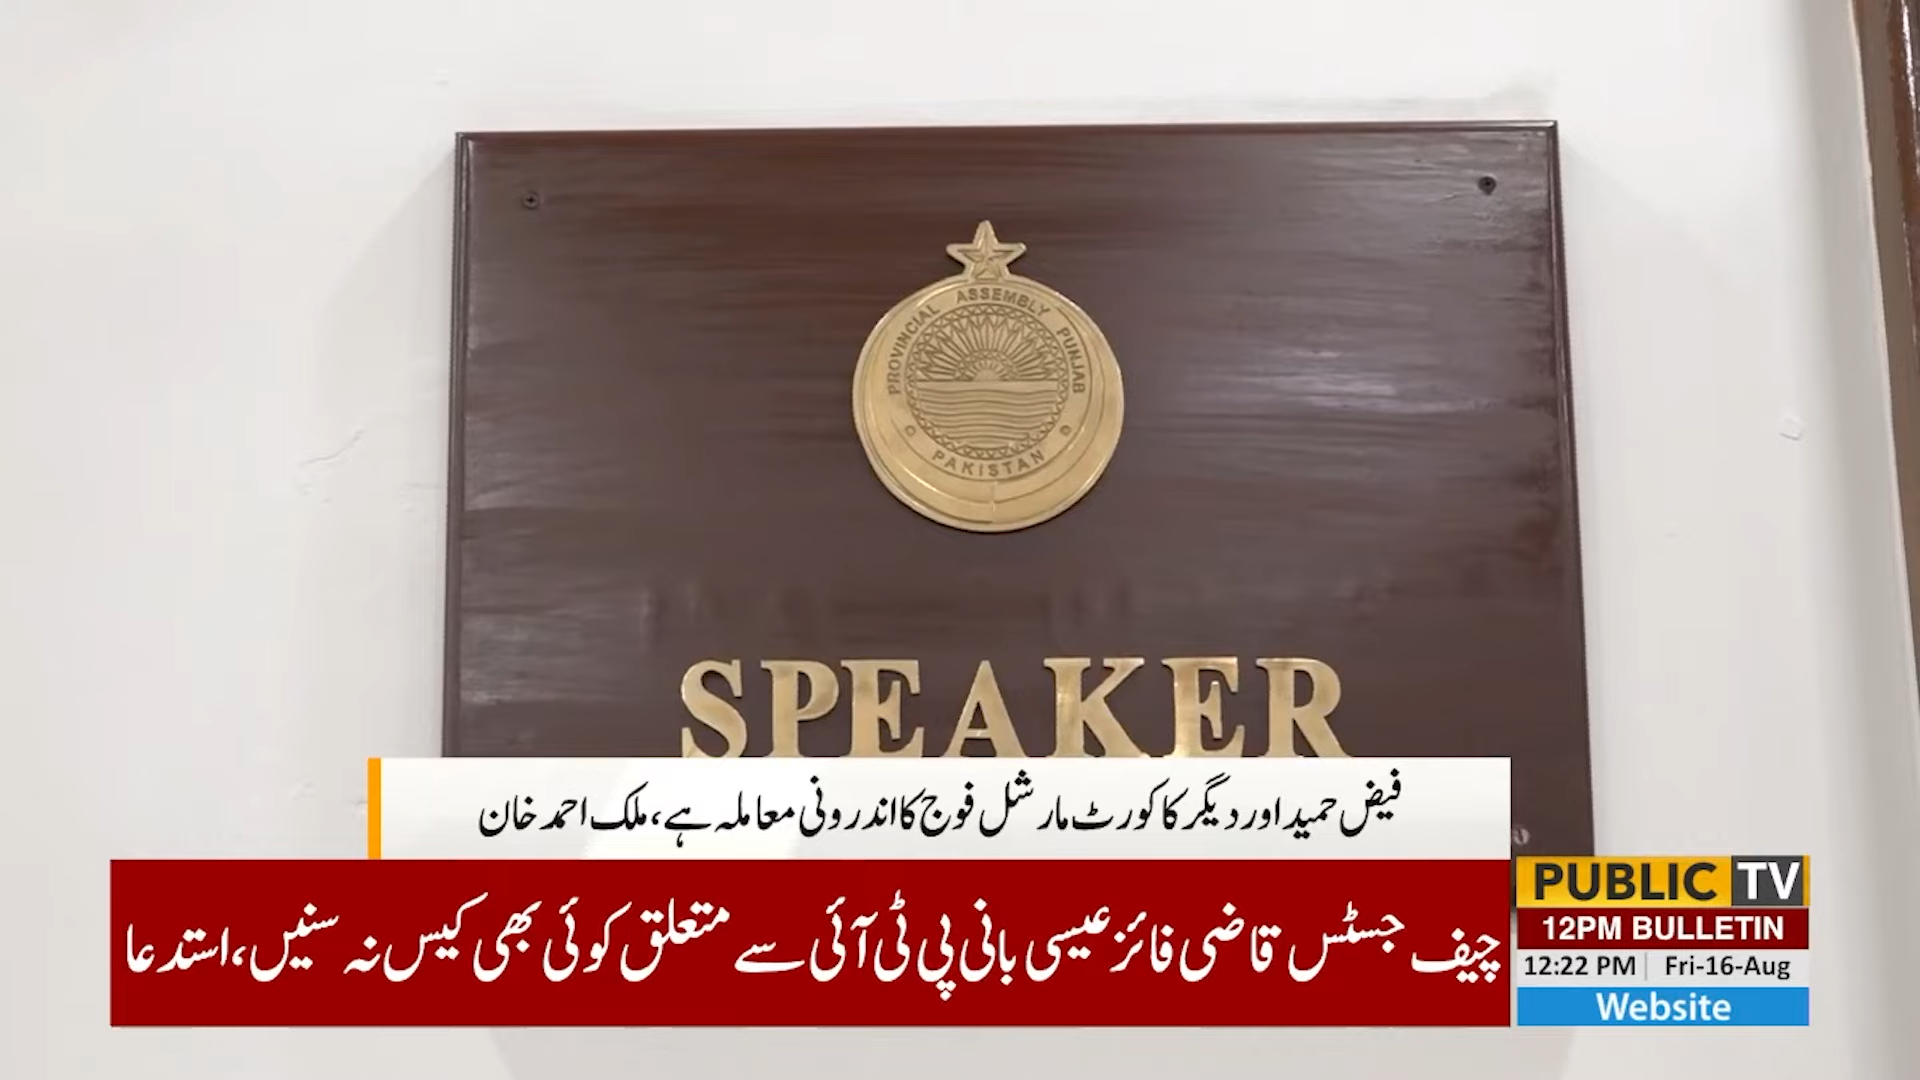 PROVINCIAL ASSEMBLY PUNJAB
PAKISTAN
SPEAKER
فیض حمید اور دیگر کا کورٹ مارشل فوج کا اندرونی معاملہ ہے، ملک احمد خان
چیف جسٹس قاضی فائز عیسی بانی پی ٹی آئی سے متعلق کوئی بھی کیس نہ سنیں، استدعا
PUBLIC TV
12PM BULLETIN
12:22 PM Fri-16-Aug
Website